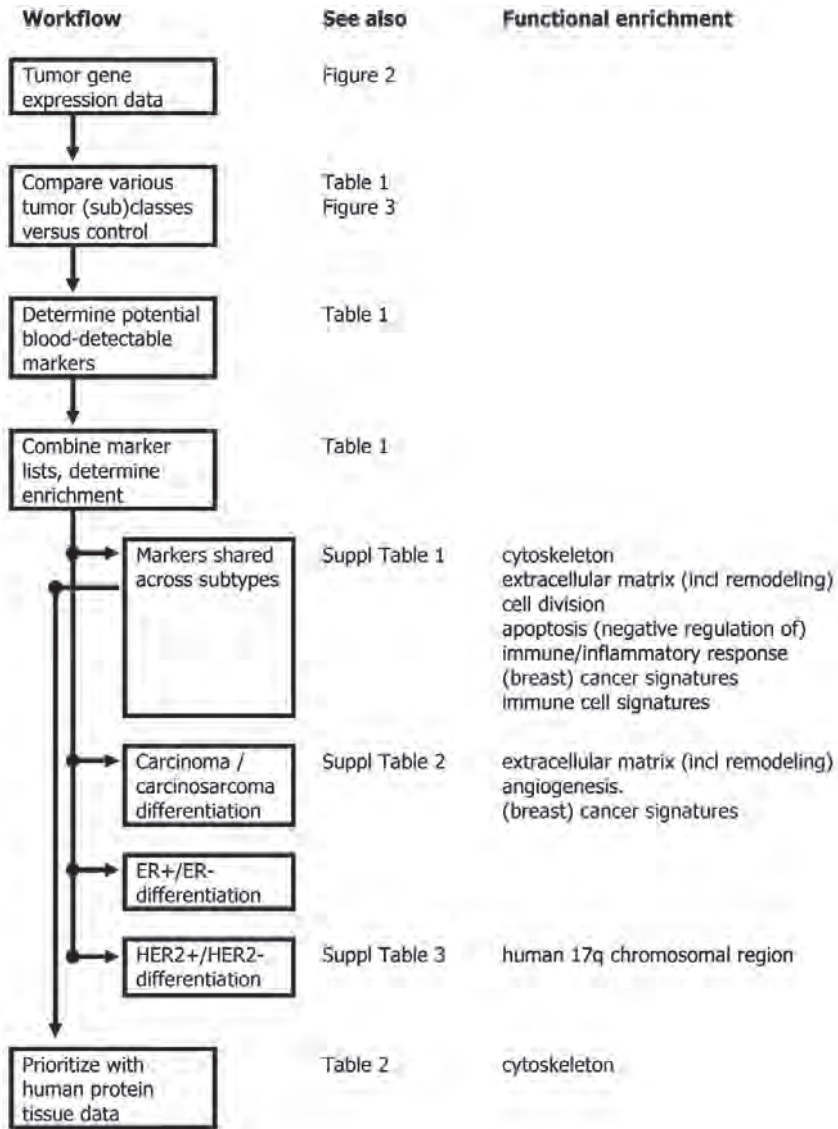 Workflow See also Functional enrichment
Tumor gene Figure 2
expression data
Compare various Table 1
tumor (sub)classes Figure 3
versus control
Determine potential Table 1
blood-detectable
markers
Combine marker Table 1
lists, determine
enrichment
Markers shared Suppl Table 1 cytoskeleton
across subtypes extracellular matrix (incl remodeling)
cell division
apoptosis (negative regulation of)
immune/inflammatory response
(breast) cancer signatures
immune cell signatures
Carcinoma / Suppl Table 2 extracellular matrix (incl remodeling)
carcinosarcoma angiogenesis.
differentiation (breast) cancer signatures
ER+/ER-
differentiation
HER2+/HER2- Suppl Table 3 human 17q chromosomal region
differentiation
Prioritize with Table 2 cytoskeleton
human protein
tissue data